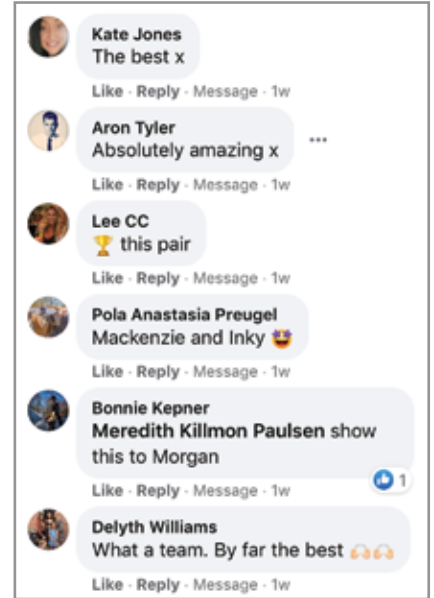 Kate Jones
The best x
Like · Reply · Message · 1w
Aron Tyler
Absolutely amazing x
Like · Reply · Message · 1w
Lee CC
🏆 this pair
Like · Reply · Message · 1w
Pola Anastasia Preugel
Mackenzie and Inky 🤩
Like · Reply · Message · 1w
Bonnie Kepner
Meredith Killmon Paulsen show
this to Morgan
1
Like · Reply · Message · 1w
Delyth Williams
What a team. By far the best 🙌🏻🙌🏻
Like · Reply · Message · 1w